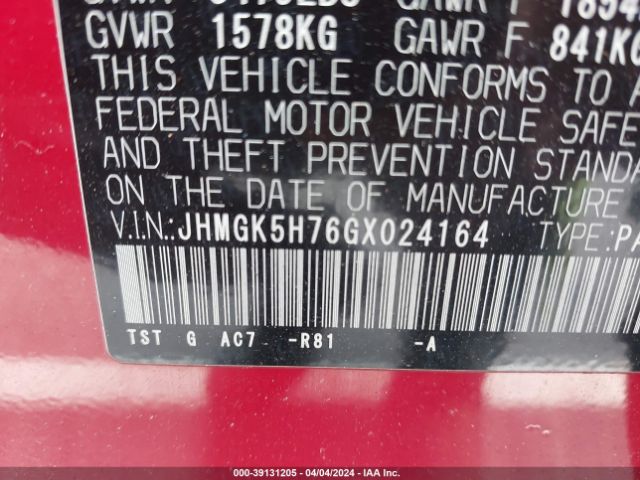 GVWR 1578KG GAWR F 841KG
THIS VEHICLE CONFORMS TO
FEDERAL MOTOR VEHICLE SAFE
AND THEFT PREVENTION STANDA
ON THE DATE OF MANUFACTURE
V.I.N.: JHMGK5H76GX024164 TYPE: PA
TST G AC7 -R81 -A
000-39131205 - 04/04/2024 - IAA Inc.